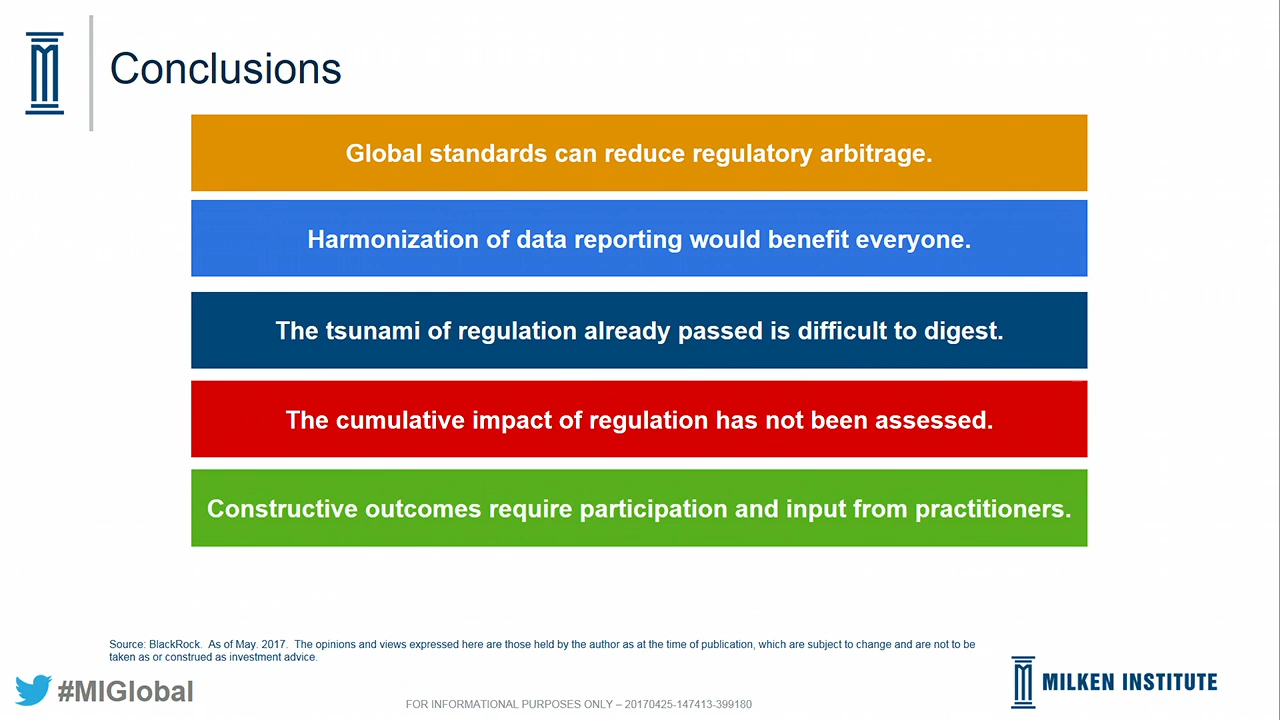 Conclusions
Global standards can reduce regulatory arbitrage.
Harmonization of data reporting would benefit everyone.
The tsunami of regulation already passed is difficult to digest.
The cumulative impact of regulation has not been assessed.
Constructive outcomes require participation and input from practitioners.
Source: BlackRock.  As of May. 2017.  The opinions and views expressed here are those held by the author as at the time of publication, which are subject to change and are not to be
taken as or construed as investment advice.
#MIGlobal
FOR INFORMATIONAL PURPOSES ONLY – 20170425-147413-399180
MILKEN INSTITUTE